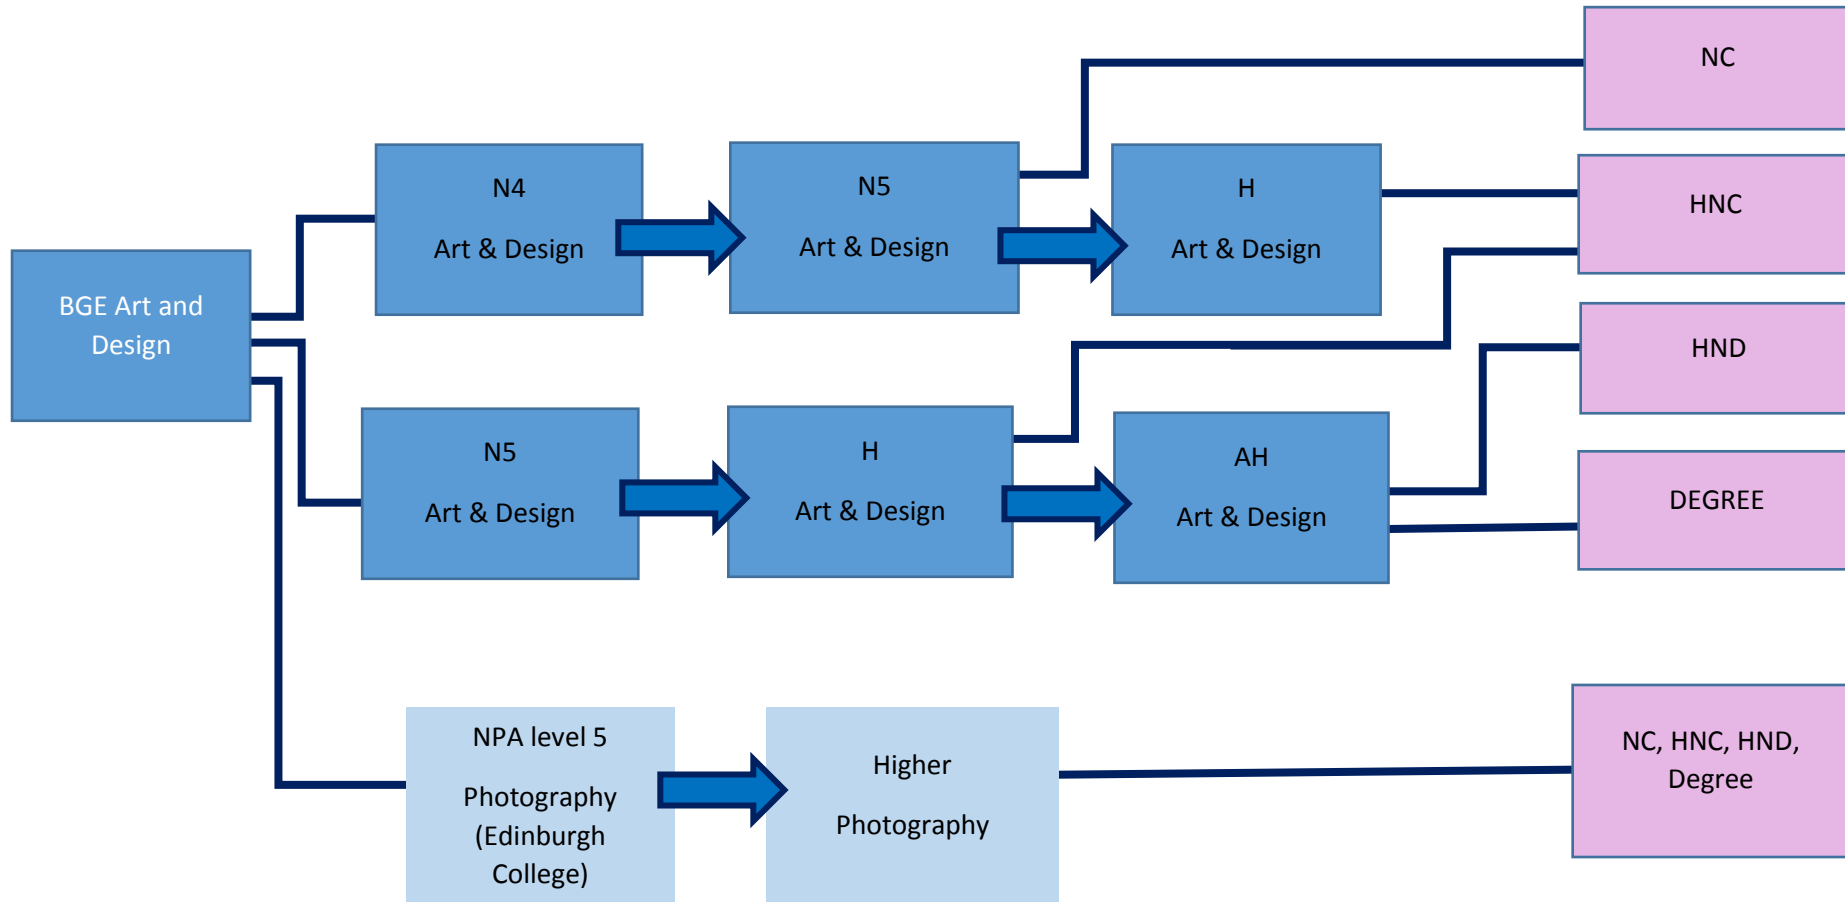 NC
N4
Art & Design
N5
Art & Design
H
Art & Design
HNC
BGE Art and
Design
HND
N5
Art & Design
H
Art & Design
AH
Art & Design
DEGREE
NPA level 5
Photography
(Edinburgh
College)
Higher
Photography
NC, HNC, HND,
Degree